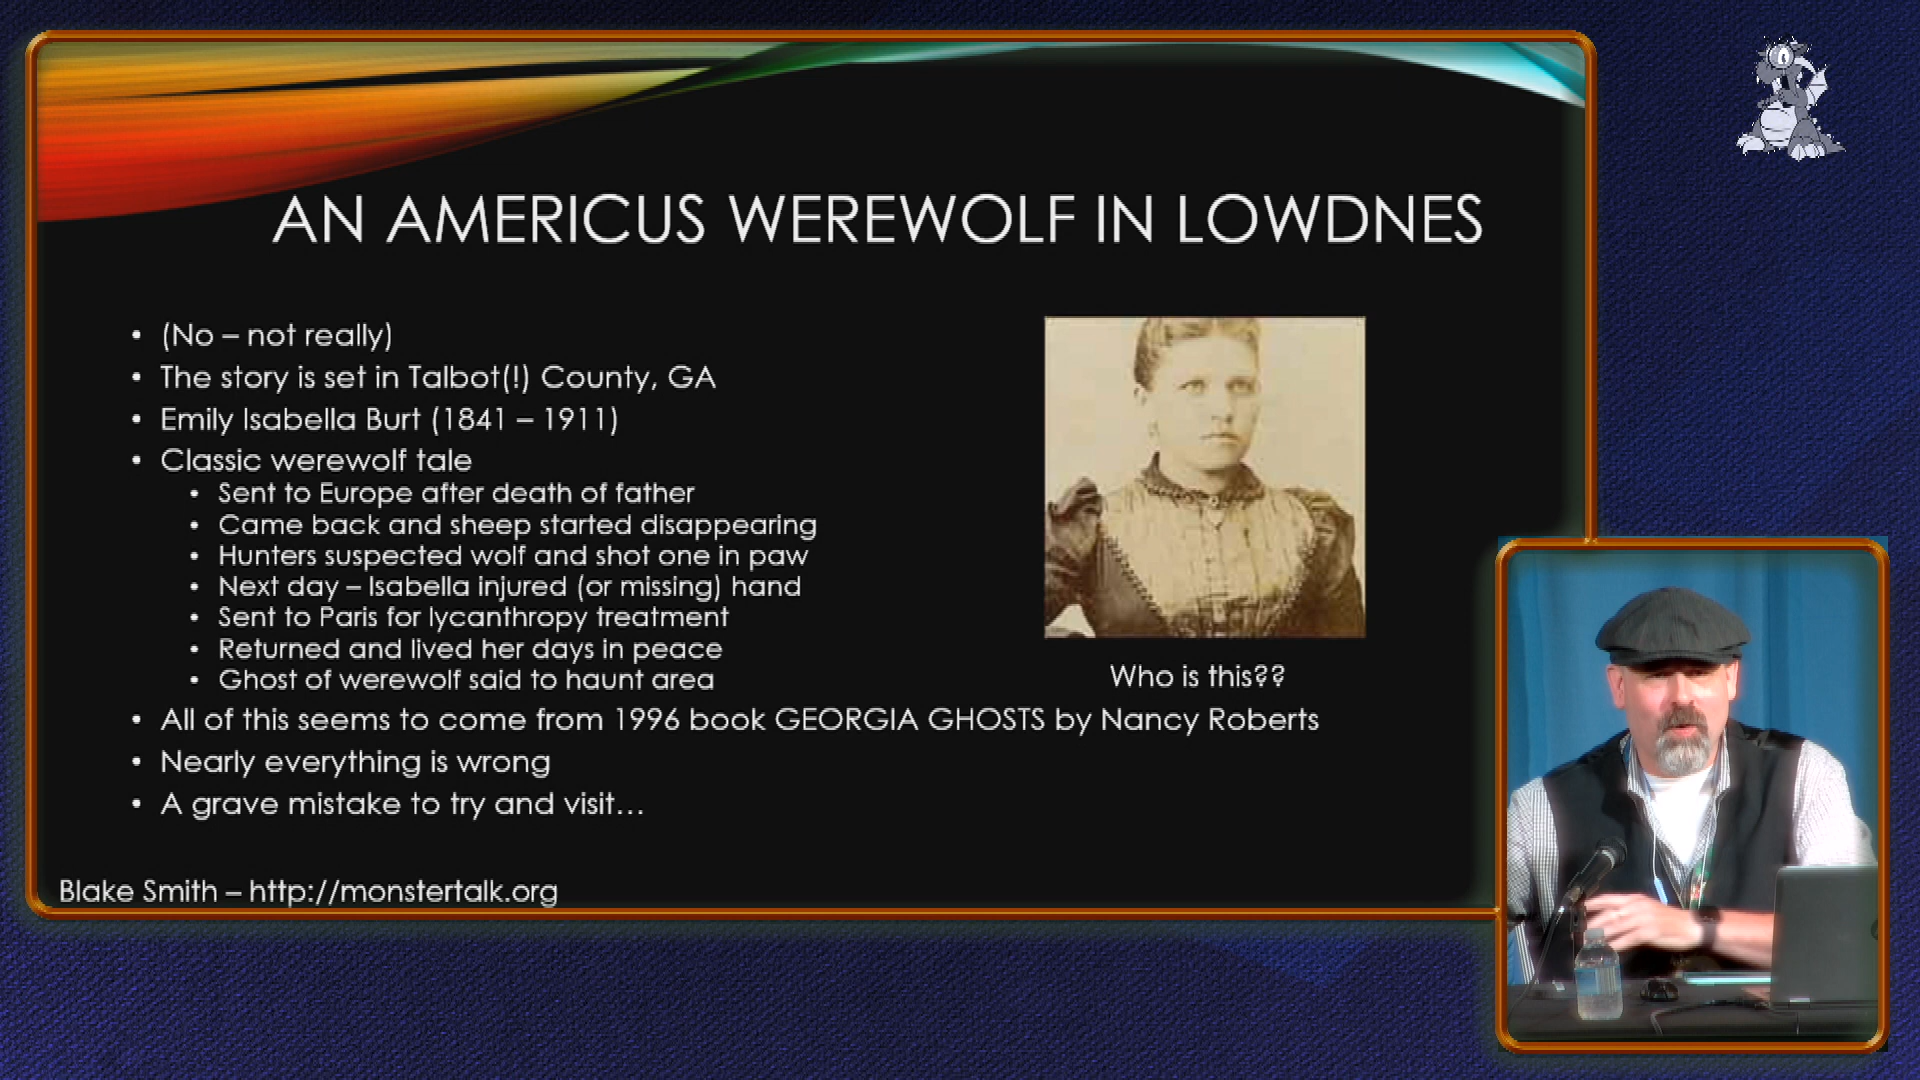 AN AMERICUS WEREWOLF IN LOWDNES
• (No – not really)
• The story is set in Talbot(!) County, GA
• Emily Isabella Burt (1841 – 1911)
• Classic werewolf tale
• Sent to Europe after death of father
• Came back and sheep started disappearing
• Hunters suspected wolf and shot one in paw
• Next day – Isabella injured (or missing) hand
• Sent to Paris for lycanthropy treatment
• Returned and lived her days in peace
• Ghost of werewolf said to haunt area
Who is this??
• All of this seems to come from 1996 book GEORGIA GHOSTS by Nancy Roberts
• Nearly everything is wrong
• A grave mistake to try and visit…
Blake Smith – http://monstertalk.org